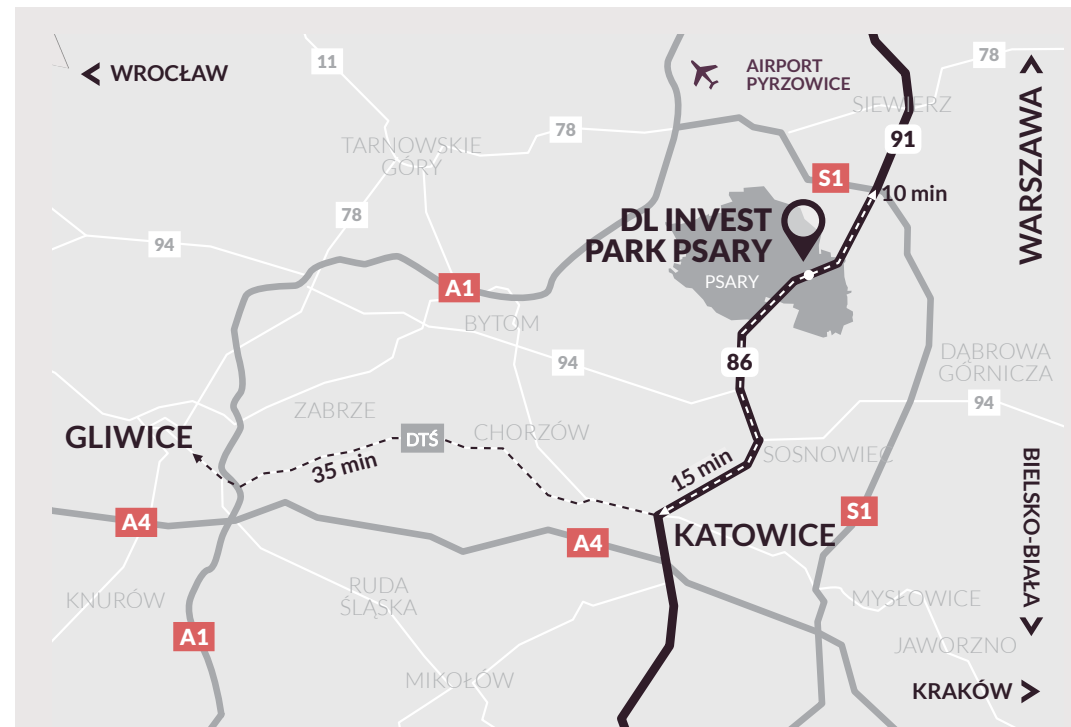 WROCŁAW
11
AIRPORT
PYRZOWICE
78
WARSZAWA
SIEWIERZ
78
91
TARNOWSKIE
GÓRY
S1
10 min
78
DL INVEST
PARK PSARY
94
PSARY
A1
BYTOM
86
94
DĄBROWA
GÓRNICZA
94
ZABRZE
GLIWICE
DTŚ
CHORZÓW
35 min
15 min
SOSNOWIEC
BIELSKO-BIAŁA
A4
S1
KATOWICE
A4
KNURÓW
RUDA
ŚLĄSKA
MYSŁOWICE
A1
JAWORZNO
MIKOŁÓW
KRAKÓW